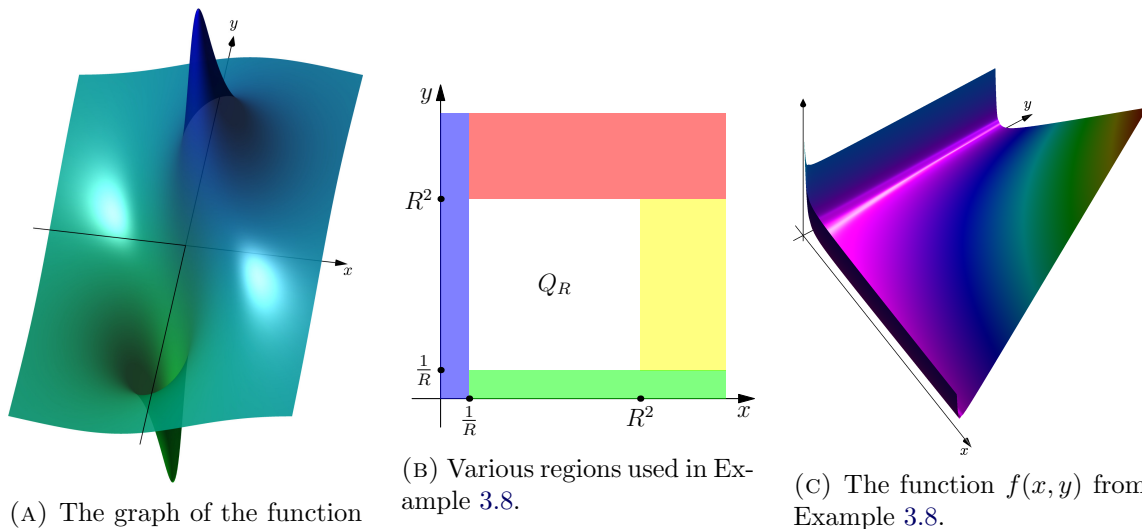 y
x
(A) The graph of the function
y
R²
Q_R
1/R
1/R
R²
x
(B) Various regions used in Ex-
ample 3.8.
y
x
(C) The function f(x, y) from
Example 3.8.